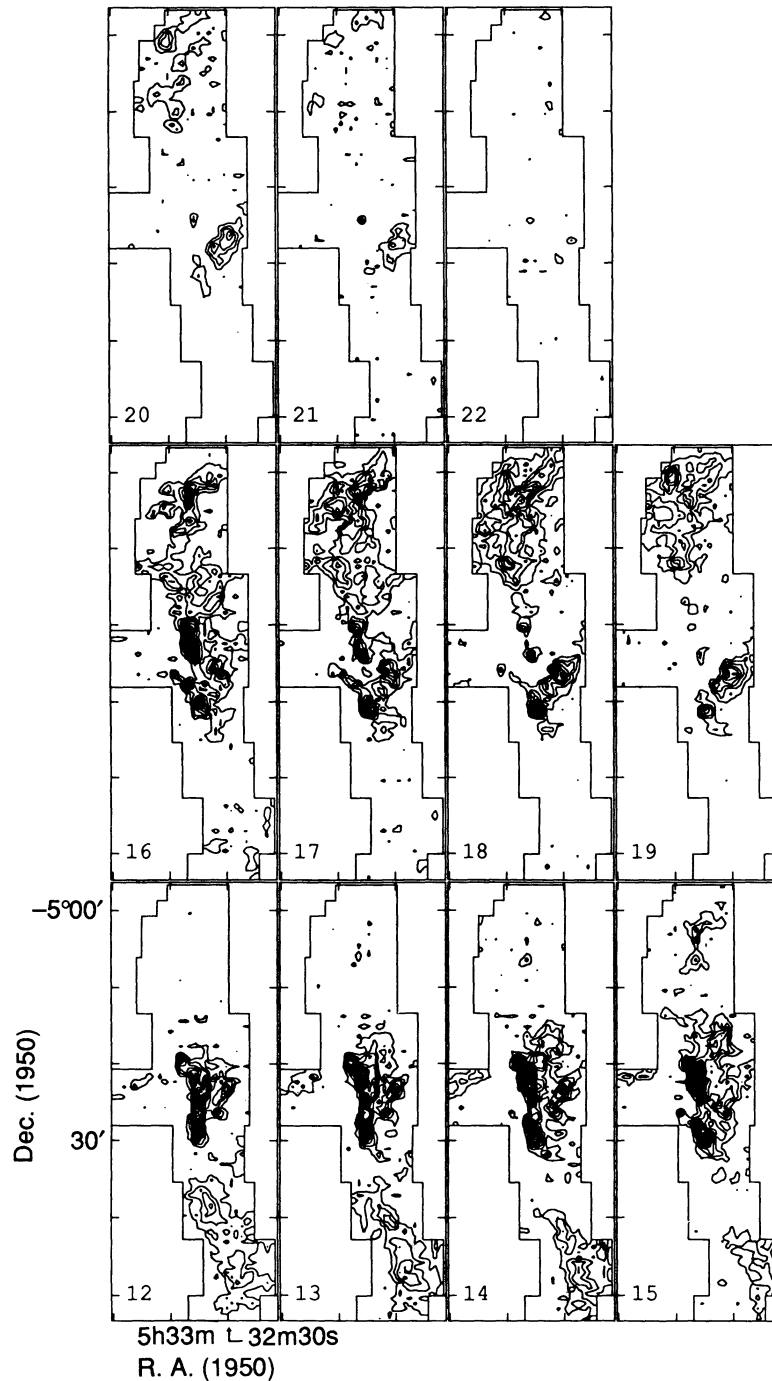 20 21 22
16 17 18 19
–5°00′
Dec. (1950)
30′
12 13 14 15
5h33m 32m30s
R. A. (1950)